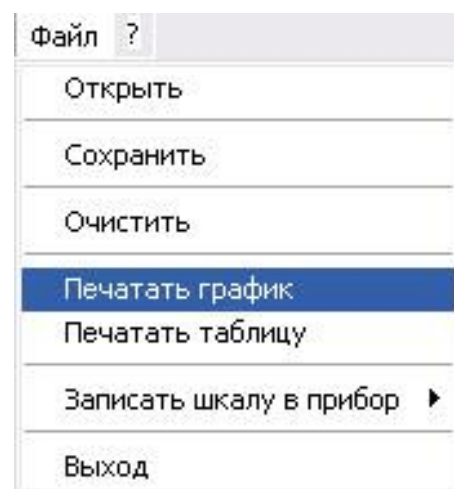 Файл ?
Открыть
Сохранить
Очистить
Печатать график
Печатать таблицу
Записать шкалу в прибор
Выход